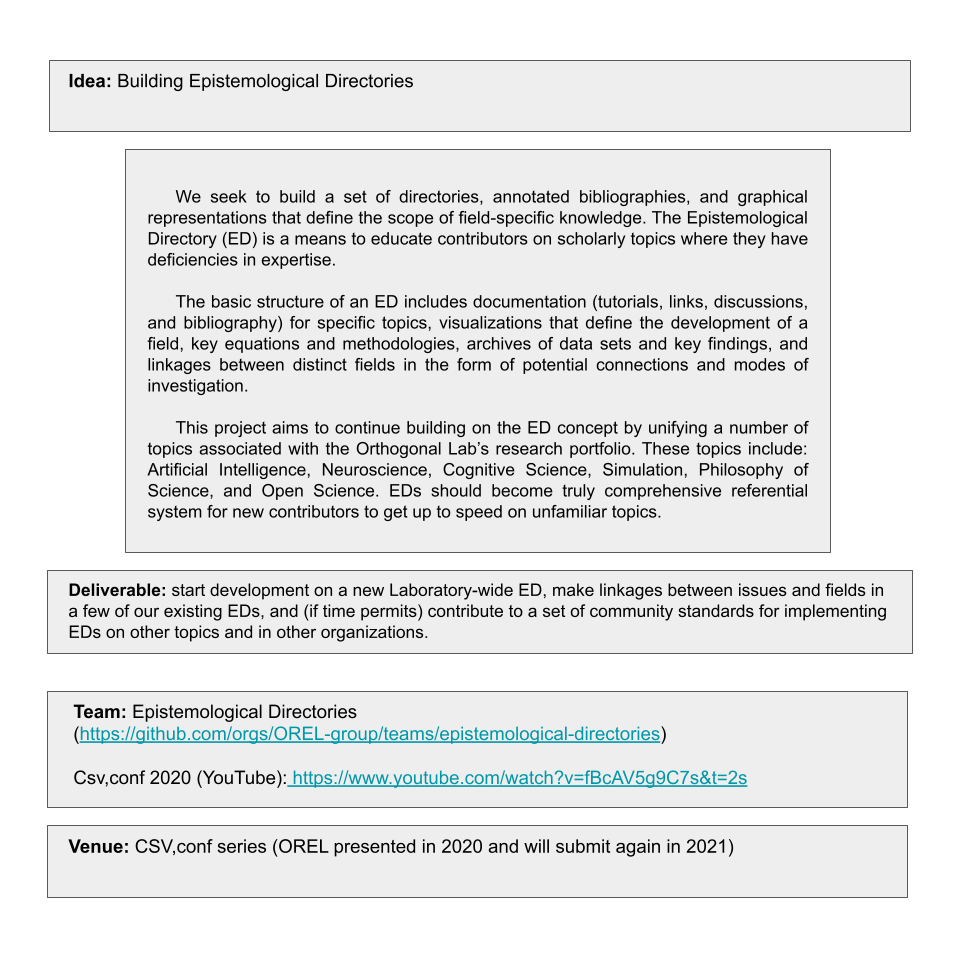 Idea: Building Epistemological Directories
We seek to build a set of directories, annotated bibliographies, and graphical
representations that define the scope of field-specific knowledge. The Epistemological
Directory (ED) is a means to educate contributors on scholarly topics where they have
deficiencies in expertise.
The basic structure of an ED includes documentation (tutorials, links, discussions,
and bibliography) for specific topics, visualizations that define the development of a
field, key equations and methodologies, archives of data sets and key findings, and
linkages between distinct fields in the form of potential connections and modes of
investigation.
This project aims to continue building on the ED concept by unifying a number of
topics associated with the Orthogonal Lab's research portfolio. These topics include:
Artificial Intelligence, Neuroscience, Cognitive Science, Simulation, Philosophy of
Science, and Open Science. EDs should become truly comprehensive referential
system for new contributors to get up to speed on unfamiliar topics.
Deliverable: start development on a new Laboratory-wide ED, make linkages between issues and fields in
a few of our existing EDs, and (if time permits) contribute to a set of community standards for implementing
EDs on other topics and in other organizations.
Team: Epistemological Directories
(https://github.com/orgs/OREL-group/teams/epistemological-directories)
Csv,conf 2020 (YouTube): https://www.youtube.com/watch?v=fBcAV5g9C7s&t=2s
Venue: CSV,conf series (OREL presented in 2020 and will submit again in 2021)